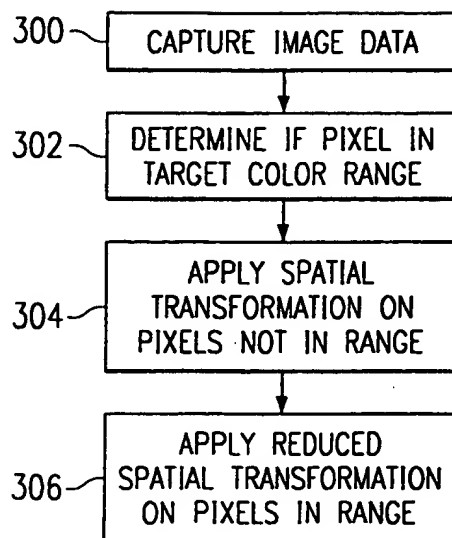 300
CAPTURE IMAGE DATA
302
DETERMINE IF PIXEL IN
TARGET COLOR RANGE
304
APPLY SPATIAL
TRANSFORMATION ON
PIXELS NOT IN RANGE
306
APPLY REDUCED
SPATIAL TRANSFORMATION
ON PIXELS IN RANGE